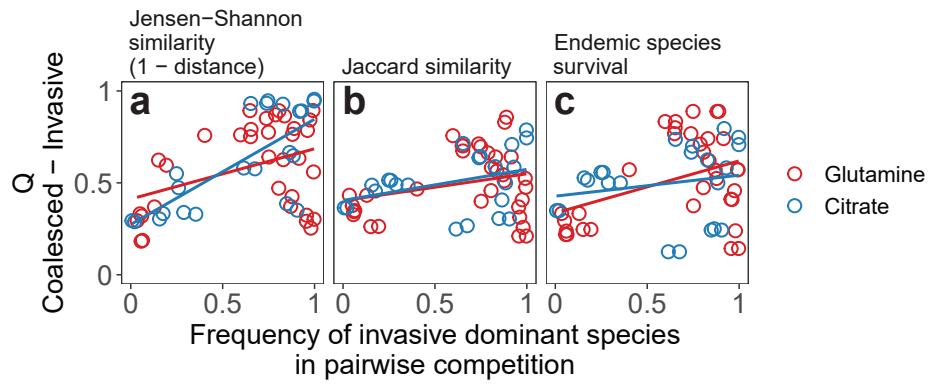 Jensen−Shannon
similarity
(1 − distance)
Jaccard similarity
Endemic species
survival
a
b
c
Q
Coalesced − Invasive
1
0.5
0
0
0.5
1
0
0.5
1
0
0.5
1
Frequency of invasive dominant species
in pairwise competition
Glutamine
Citrate